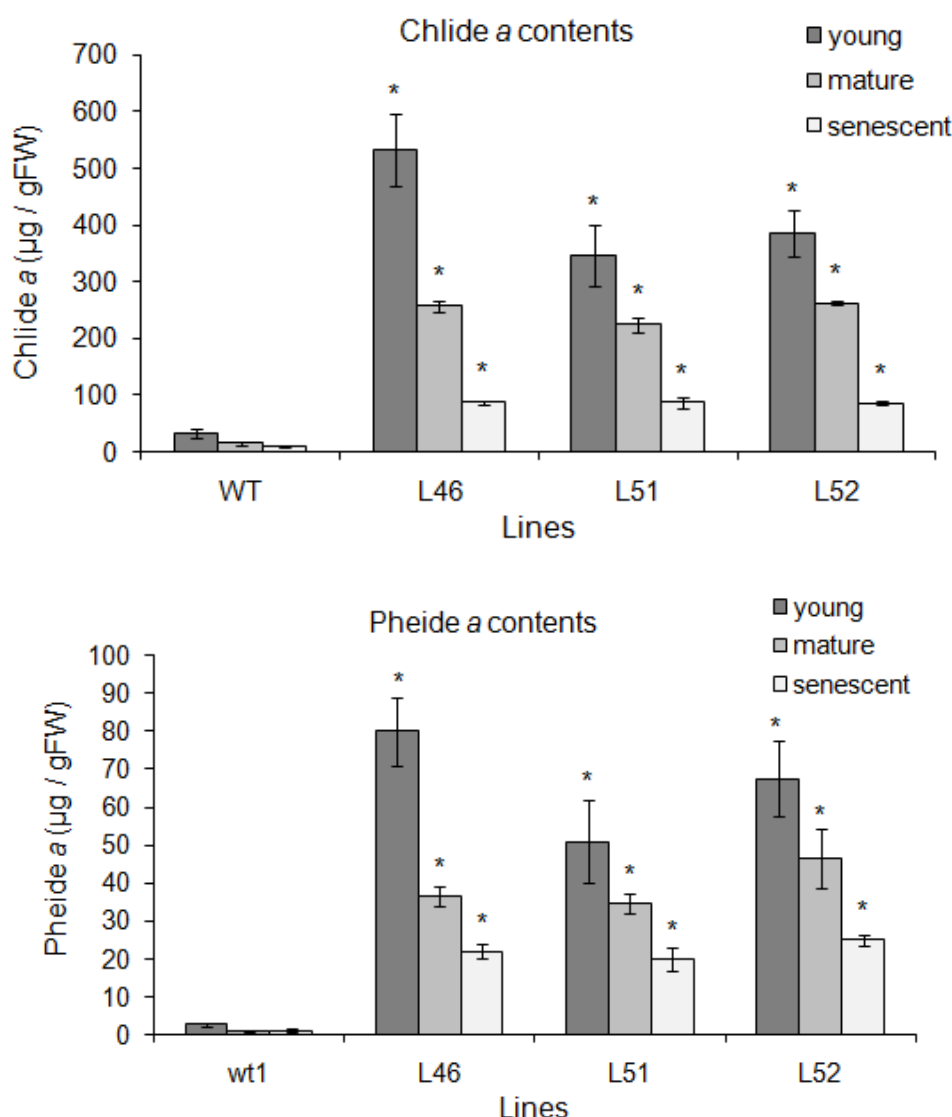 Chlide a contents
young
mature
senescent
Chlide a (µg / gFW)
700
600
500
400
300
200
100
0
*
*
*
*
*
*
*
*
*
WT
L46
L51
L52
Lines
Pheide a contents
young
mature
senescent
Pheide a (µg / gFW)
100
90
80
70
60
50
40
30
20
10
0
*
*
*
*
*
*
*
*
*
wt1
L46
L51
L52
Lines